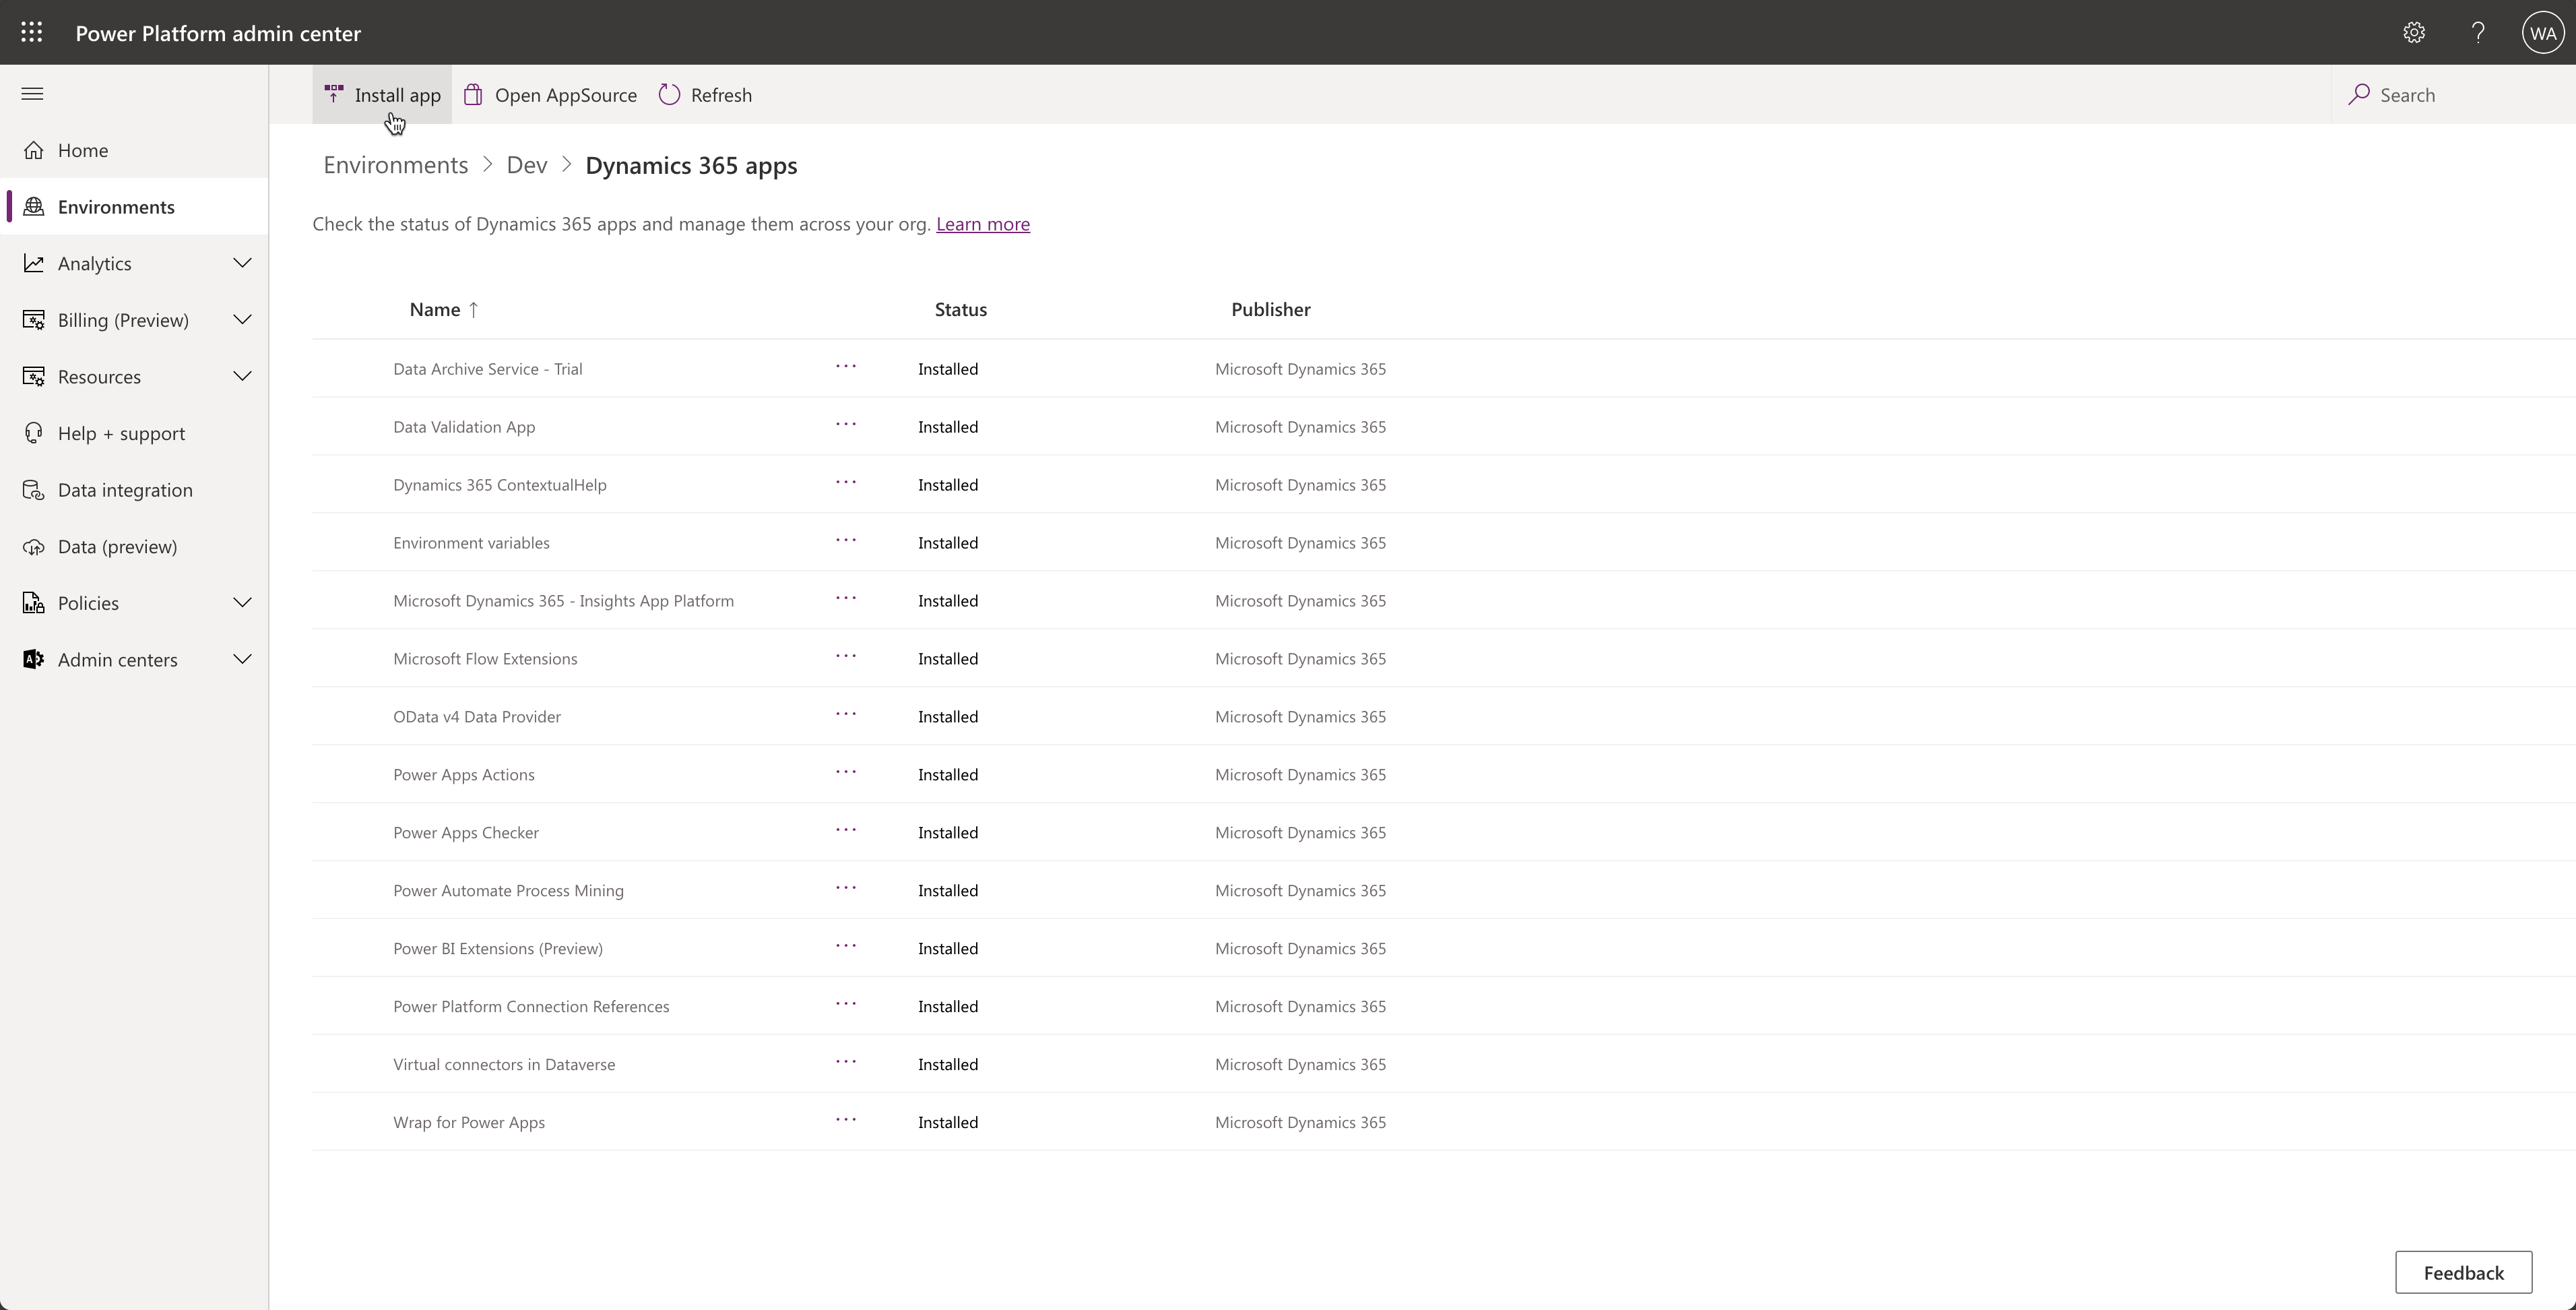 Power Platform admin center
WA
Install app
Open AppSource
Refresh
Search
Home
Environments
Analytics
Billing (Preview)
Resources
Help + support
Data integration
Data (preview)
Policies
Admin centers
Environments > Dev > Dynamics 365 apps
Check the status of Dynamics 365 apps and manage them across your org. Learn more
Name ↑ Status Publisher
Data Archive Service - Trial ··· Installed Microsoft Dynamics 365
Data Validation App ··· Installed Microsoft Dynamics 365
Dynamics 365 ContextualHelp ··· Installed Microsoft Dynamics 365
Environment variables ··· Installed Microsoft Dynamics 365
Microsoft Dynamics 365 - Insights App Platform ··· Installed Microsoft Dynamics 365
Microsoft Flow Extensions ··· Installed Microsoft Dynamics 365
OData v4 Data Provider ··· Installed Microsoft Dynamics 365
Power Apps Actions ··· Installed Microsoft Dynamics 365
Power Apps Checker ··· Installed Microsoft Dynamics 365
Power Automate Process Mining ··· Installed Microsoft Dynamics 365
Power BI Extensions (Preview) ··· Installed Microsoft Dynamics 365
Power Platform Connection References ··· Installed Microsoft Dynamics 365
Virtual connectors in Dataverse ··· Installed Microsoft Dynamics 365
Wrap for Power Apps ··· Installed Microsoft Dynamics 365
Feedback